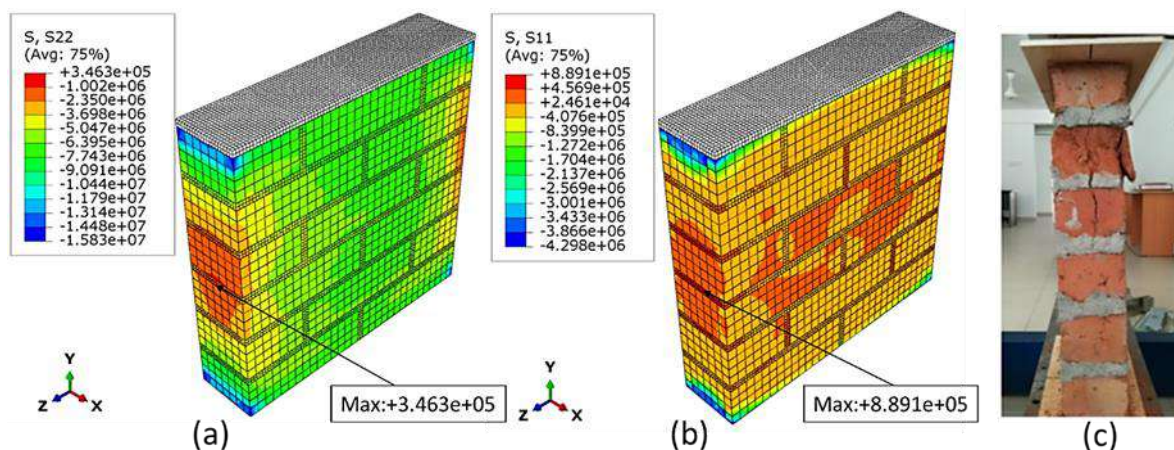 S, S22
(Avg: 75%)
+3.463e+05
-1.002e+06
-2.350e+06
-3.698e+06
-5.047e+06
-6.395e+06
-7.743e+06
-9.091e+06
-1.044e+07
-1.179e+07
-1.314e+07
-1.448e+07
-1.583e+07
Y
Z
X
Max:+3.463e+05
(a)
S, S11
(Avg: 75%)
+8.891e+05
+4.569e+05
+2.461e+04
-4.076e+05
-8.399e+05
-1.272e+06
-1.704e+06
-2.137e+06
-2.569e+06
-3.001e+06
-3.433e+06
-3.866e+06
-4.298e+06
Y
Z
X
Max:+8.891e+05
(b)
(c)